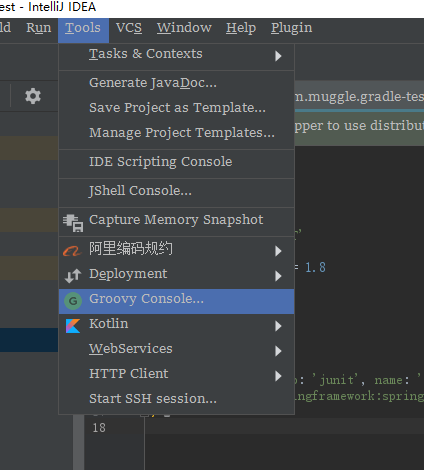 est - IntelliJ IDEA
ld Run Tools VCS Window Help Plugin
Tasks & Contexts
Generate JavaDoc...
m.muggle.gradle-tes
Save Project as Template...
pper to use distribut
Manage Project Templates...
IDE Scripting Console
JShell Console...
Capture Memory Snapshot
阿里编码规约
= 1.8
Deployment
Groovy Console...
Kotlin
WebServices
HTTP Client
: 'junit', name: '
Start SSH session...
ingframework:spring
18